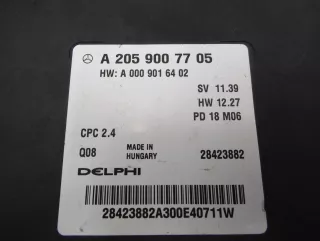 A 205 900 77 05
HW: A 000 901 64 02
SV 11.39
HW 12.27
PD 18 M06
CPC 2.4
Q08
MADE IN
HUNGARY
28423882
DELPHI
28423882A300E40711W